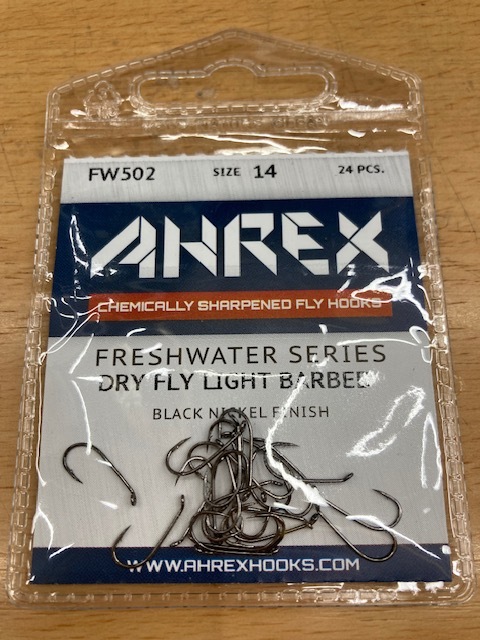 FW502 SIZE 14 24 PCS.
AHREX
CHEMICALLY SHARPENED FLY HOOKS
FRESHWATER SERIES
DRY FLY LIGHT BARBED
BLACK NICKEL FINISH
WWW.AHREXHOOKS.COM